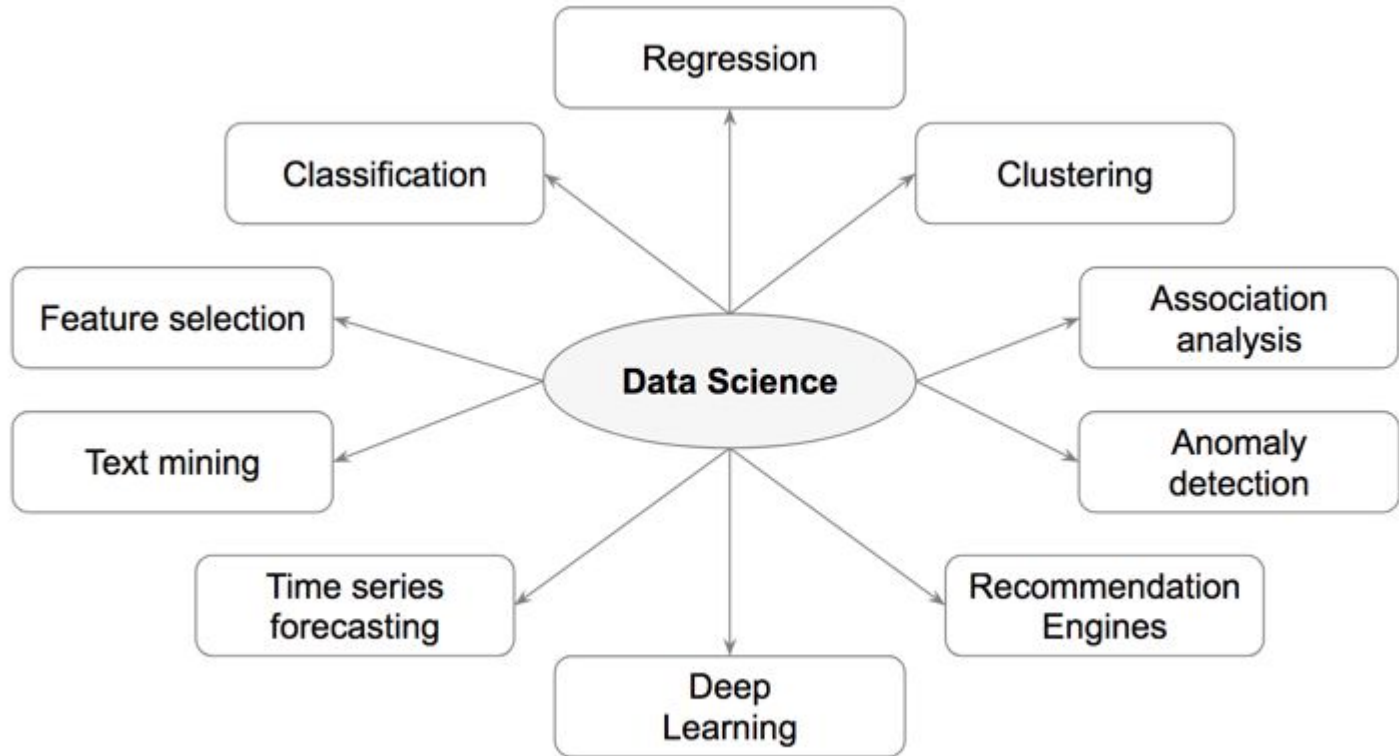 Regression
Classification
Clustering
Feature selection
Association
analysis
Data Science
Text mining
Anomaly
detection
Time series
forecasting
Recommendation
Engines
Deep
Learning